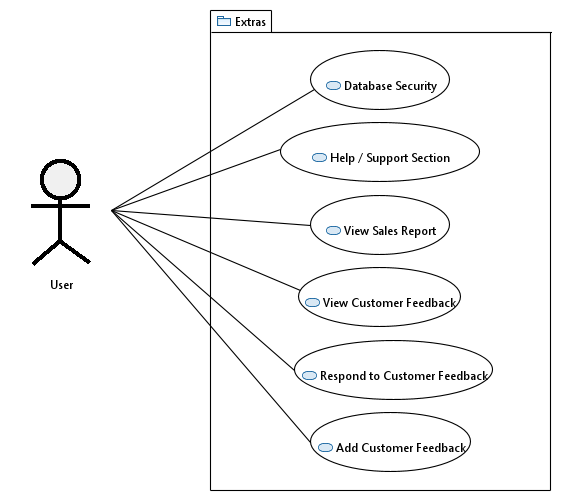 Extras
Database Security
Help / Support Section
View Sales Report
User
View Customer Feedback
Respond to Customer Feedback
Add Customer Feedback